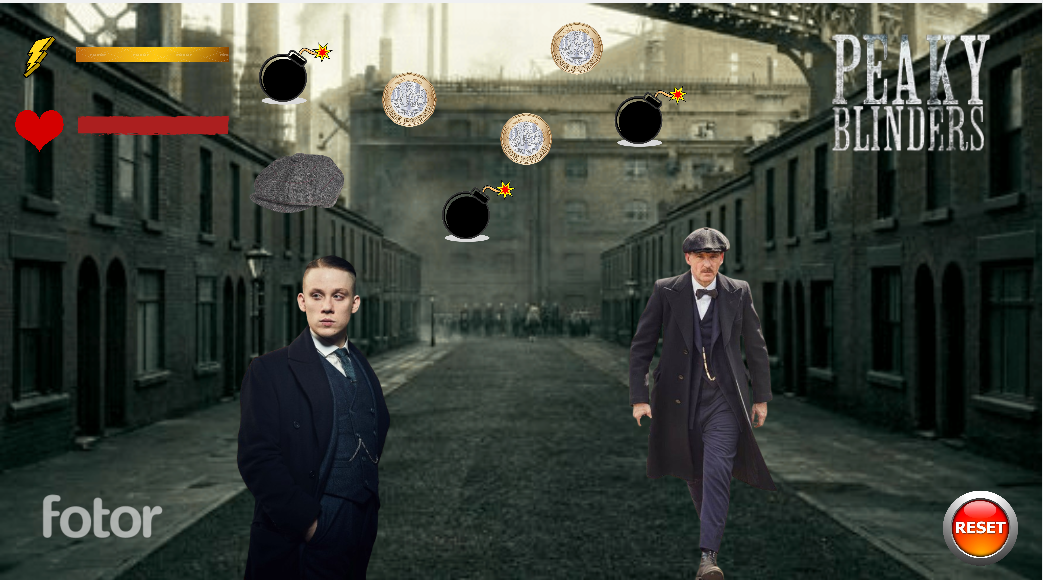 PEAKY
BLINDERS
fotor
RESET